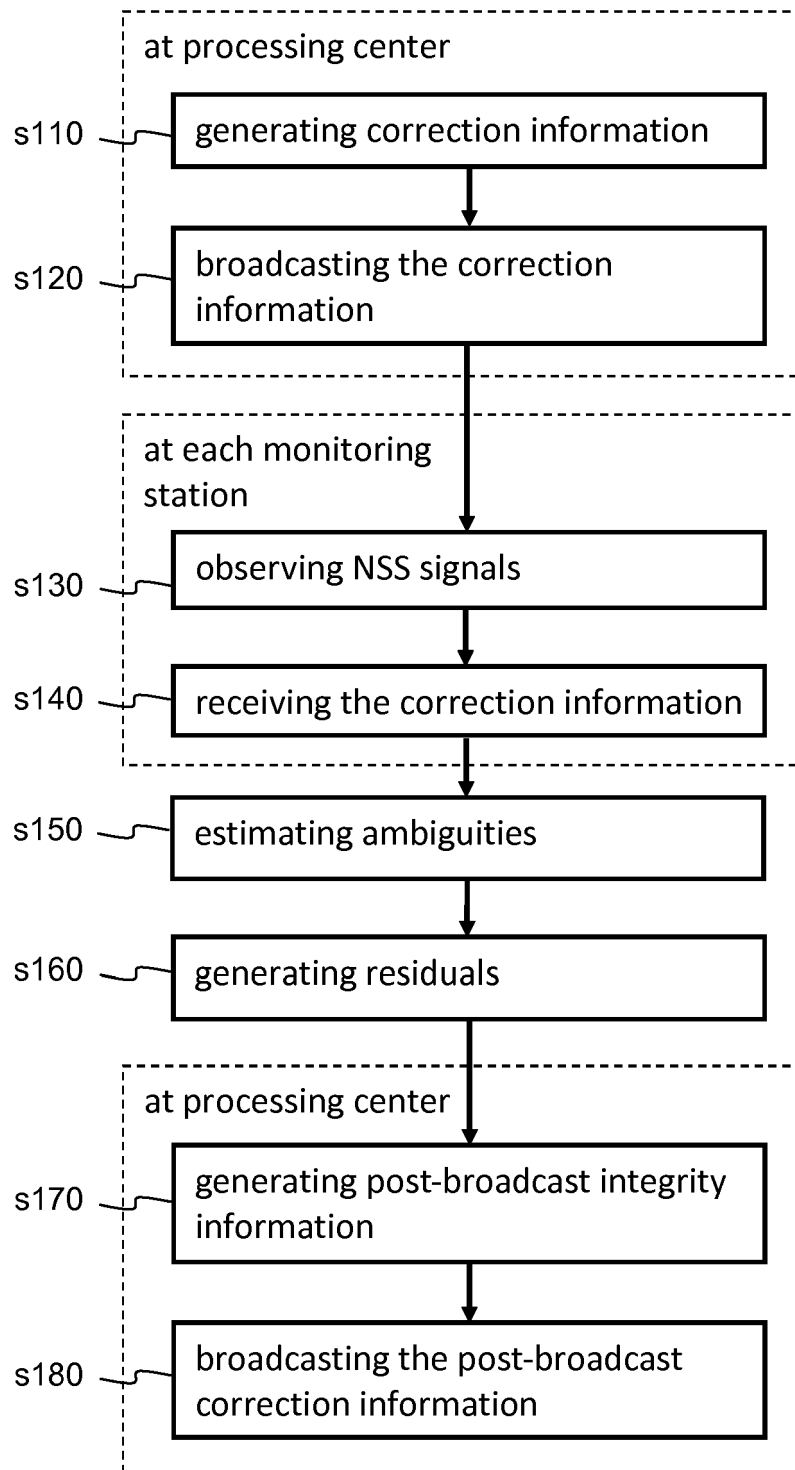 at processing center
s110
generating correction information
s120
broadcasting the correction
information
at each monitoring
station
s130
observing NSS signals
s140
receiving the correction information
s150
estimating ambiguities
s160
generating residuals
at processing center
s170
generating post-broadcast integrity
information
s180
broadcasting the post-broadcast
correction information